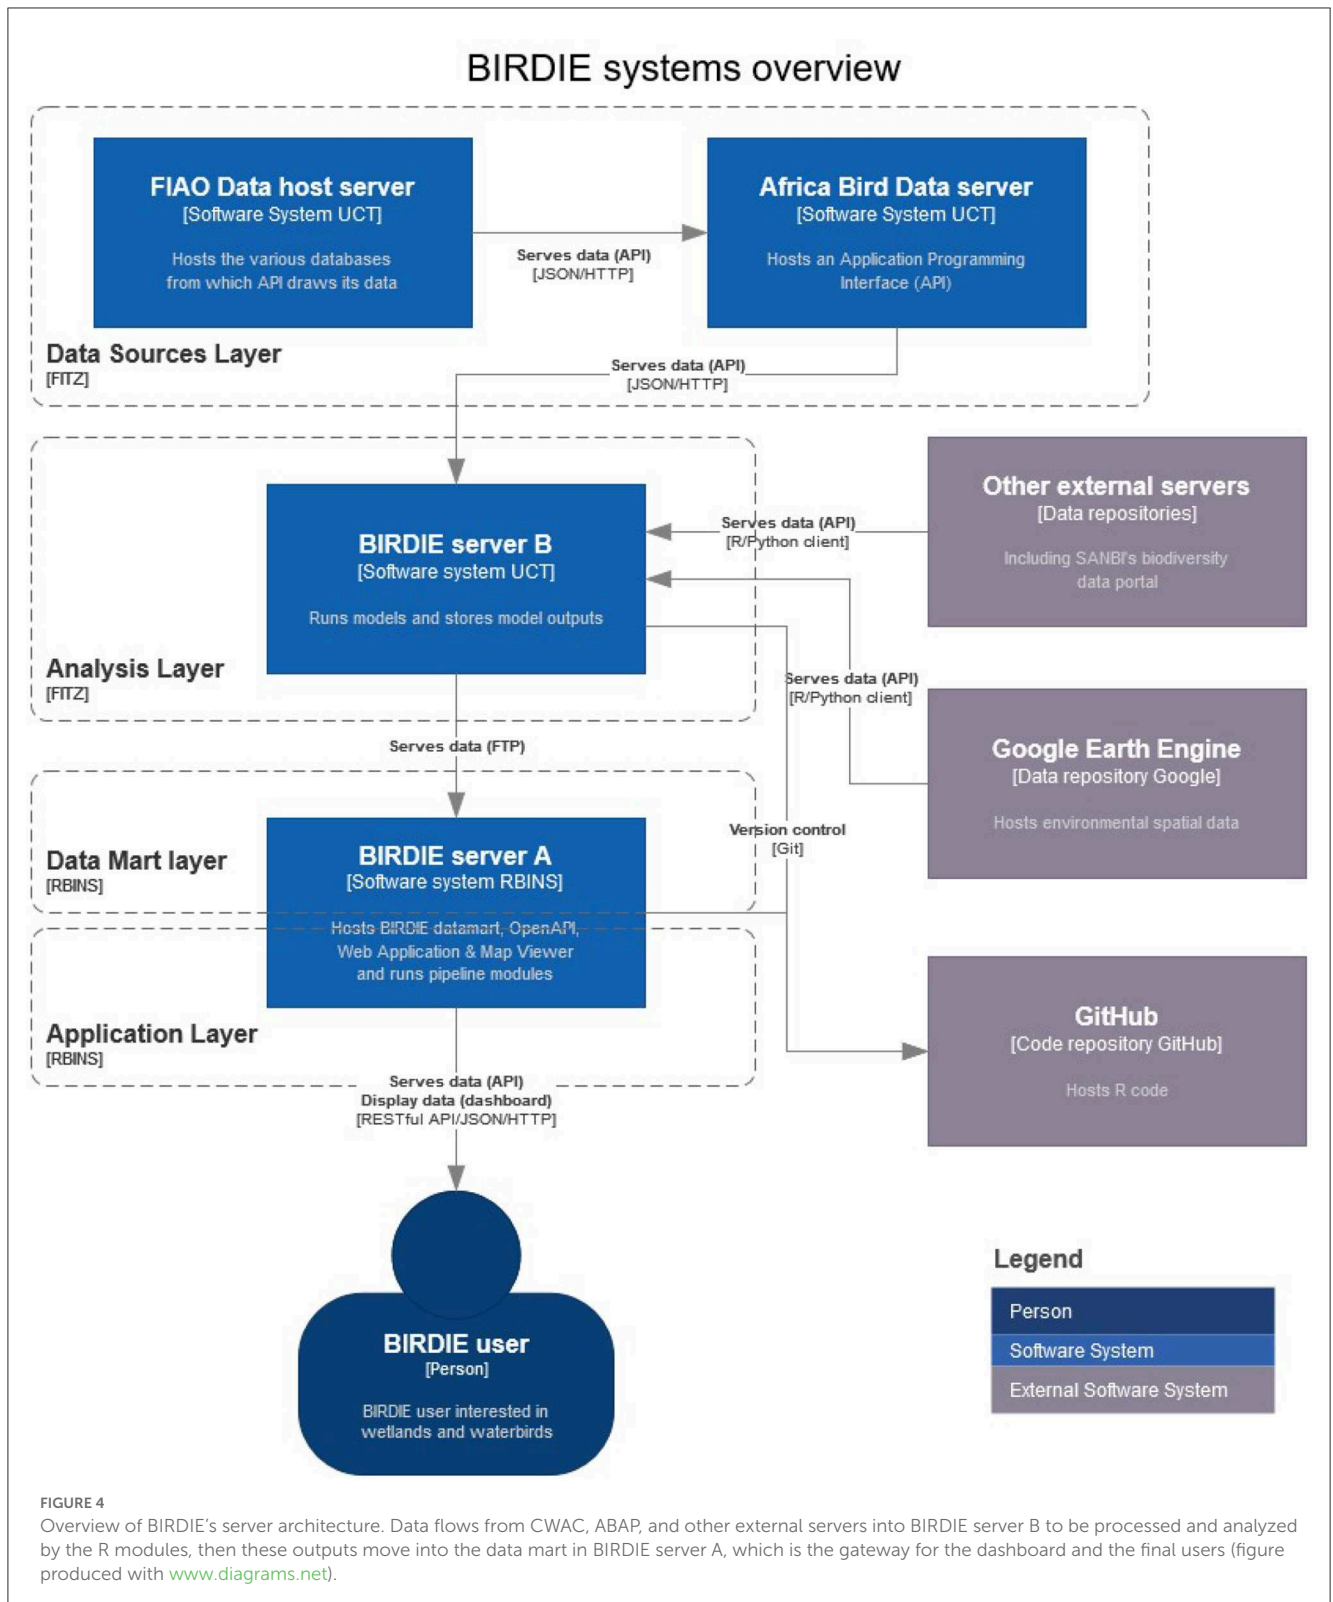 BIRDIE systems overview
FIAO Data host server
[Software System UCT]
Hosts the various databases
from which API draws its data
Serves data (API)
[JSON/HTTP]
Africa Bird Data server
[Software System UCT]
Hosts an Application Programming
Interface (API)
Data Sources Layer
[FITZ]
Serves data (API)
[JSON/HTTP]
BIRDIE server B
[Software system UCT]
Runs models and stores model outputs
Analysis Layer
[FITZ]
Serves data (API)
[R/Python client]
Other external servers
[Data repositories]
Including SANBI's biodiversity
data portal
Serves data (API)
[R/Python client]
Google Earth Engine
[Data repository Google]
Hosts environmental spatial data
Serves data (FTP)
Data Mart layer
[RBINS]
BIRDIE server A
[Software system RBINS]
Hosts BIRDIE datamart, OpenAPI,
Web Application & Map Viewer
and runs pipeline modules
Version control
[Git]
Application Layer
[RBINS]
GitHub
[Code repository GitHub]
Hosts R code
Serves data (API)
Display data (dashboard)
[RESTful API/JSON/HTTP]
BIRDIE user
[Person]
BIRDIE user interested in
wetlands and waterbirds
Legend
Person
Software System
External Software System
FIGURE 4
Overview of BIRDIE's server architecture. Data flows from CWAC, ABAP, and other external servers into BIRDIE server B to be processed and analyzed
by the R modules, then these outputs move into the data mart in BIRDIE server A, which is the gateway for the dashboard and the final users (figure
produced with www.diagrams.net).